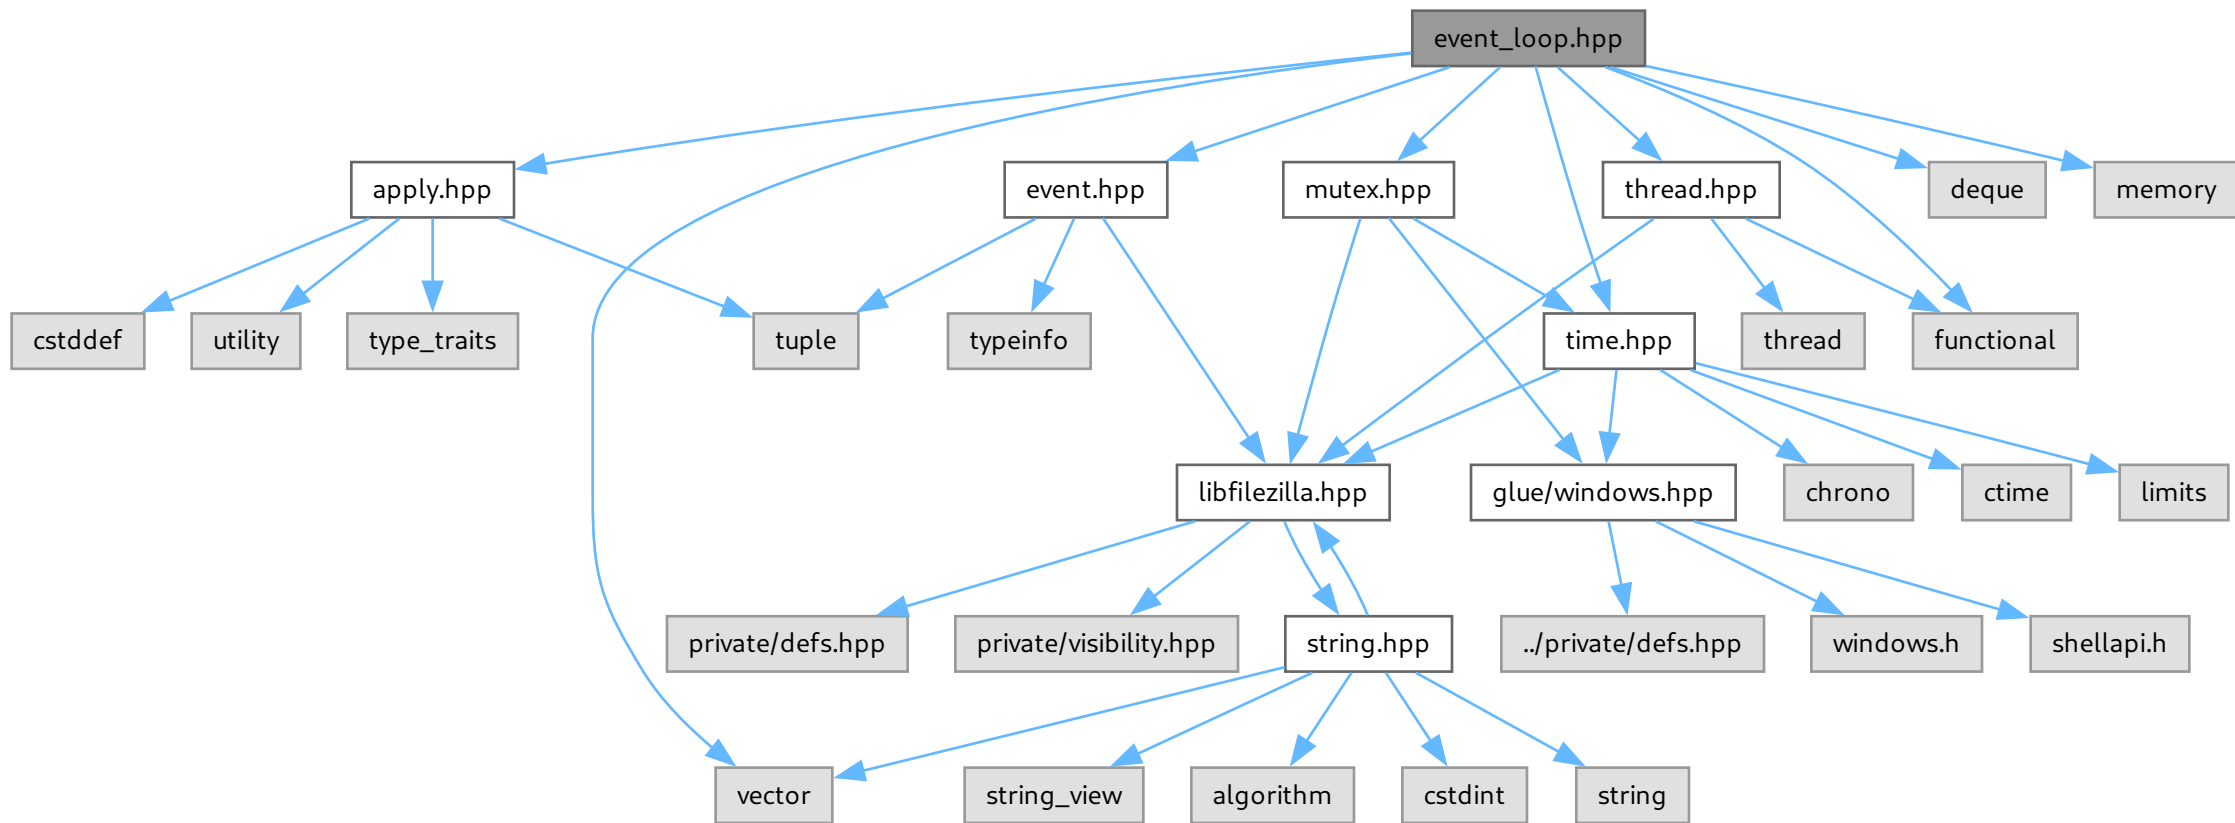 event_loop.hpp
apply.hpp
event.hpp
mutex.hpp
thread.hpp
deque
memory
cstddef
utility
type_traits
tuple
typeinfo
time.hpp
thread
functional
libfilezilla.hpp
glue/windows.hpp
chrono
ctime
limits
private/defs.hpp
private/visibility.hpp
string.hpp
../private/defs.hpp
windows.h
shellapi.h
vector
string_view
algorithm
cstdint
string